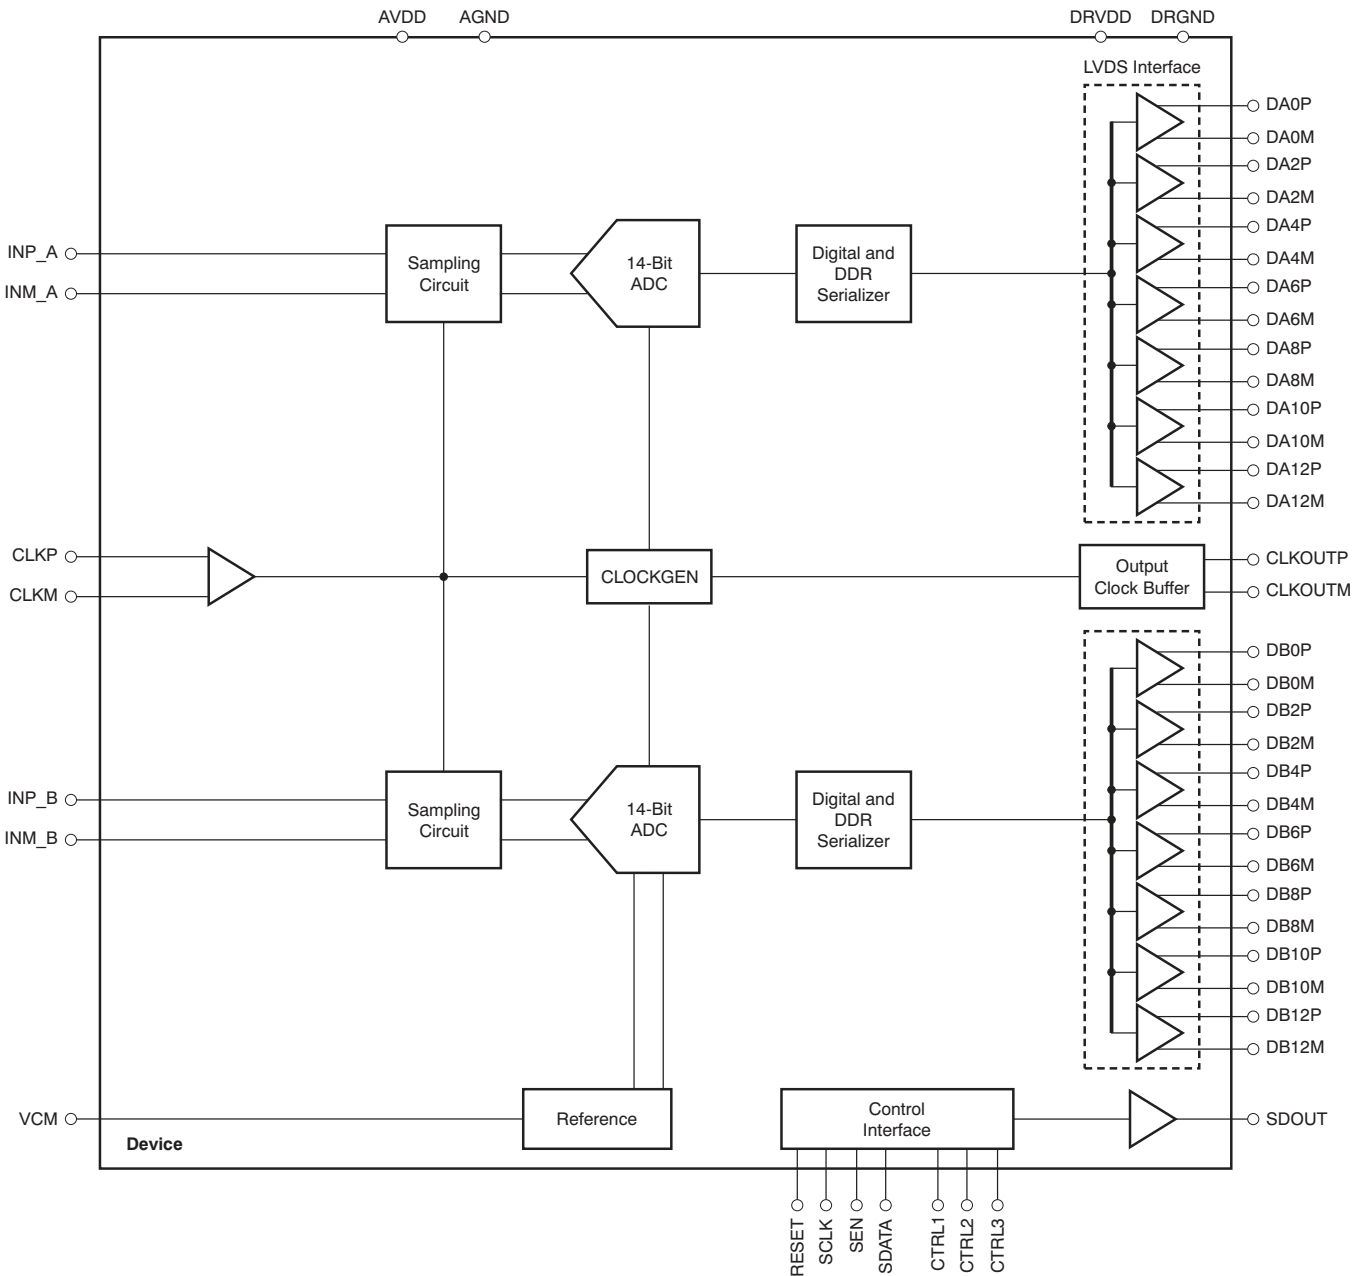 AVDD AGND DRVDD DRGND
LVDS Interface
DA0P
DA0M
DA2P
DA2M
DA4P
DA4M
DA6P
DA6M
DA8P
DA8M
DA10P
DA10M
DA12P
DA12M
INP_A
INM_A
Sampling
Circuit
14-Bit
ADC
Digital and
DDR
Serializer
CLKP
CLKM
CLOCKGEN
Output
Clock Buffer
CLKOUTP
CLKOUTM
DB0P
DB0M
DB2P
DB2M
DB4P
DB4M
DB6P
DB6M
DB8P
DB8M
DB10P
DB10M
DB12P
DB12M
INP_B
INM_B
Sampling
Circuit
14-Bit
ADC
Digital and
DDR
Serializer
VCM
Reference
Control
Interface
SDOUT
Device
RESET
SCLK
SEN
SDATA
CTRL1
CTRL2
CTRL3